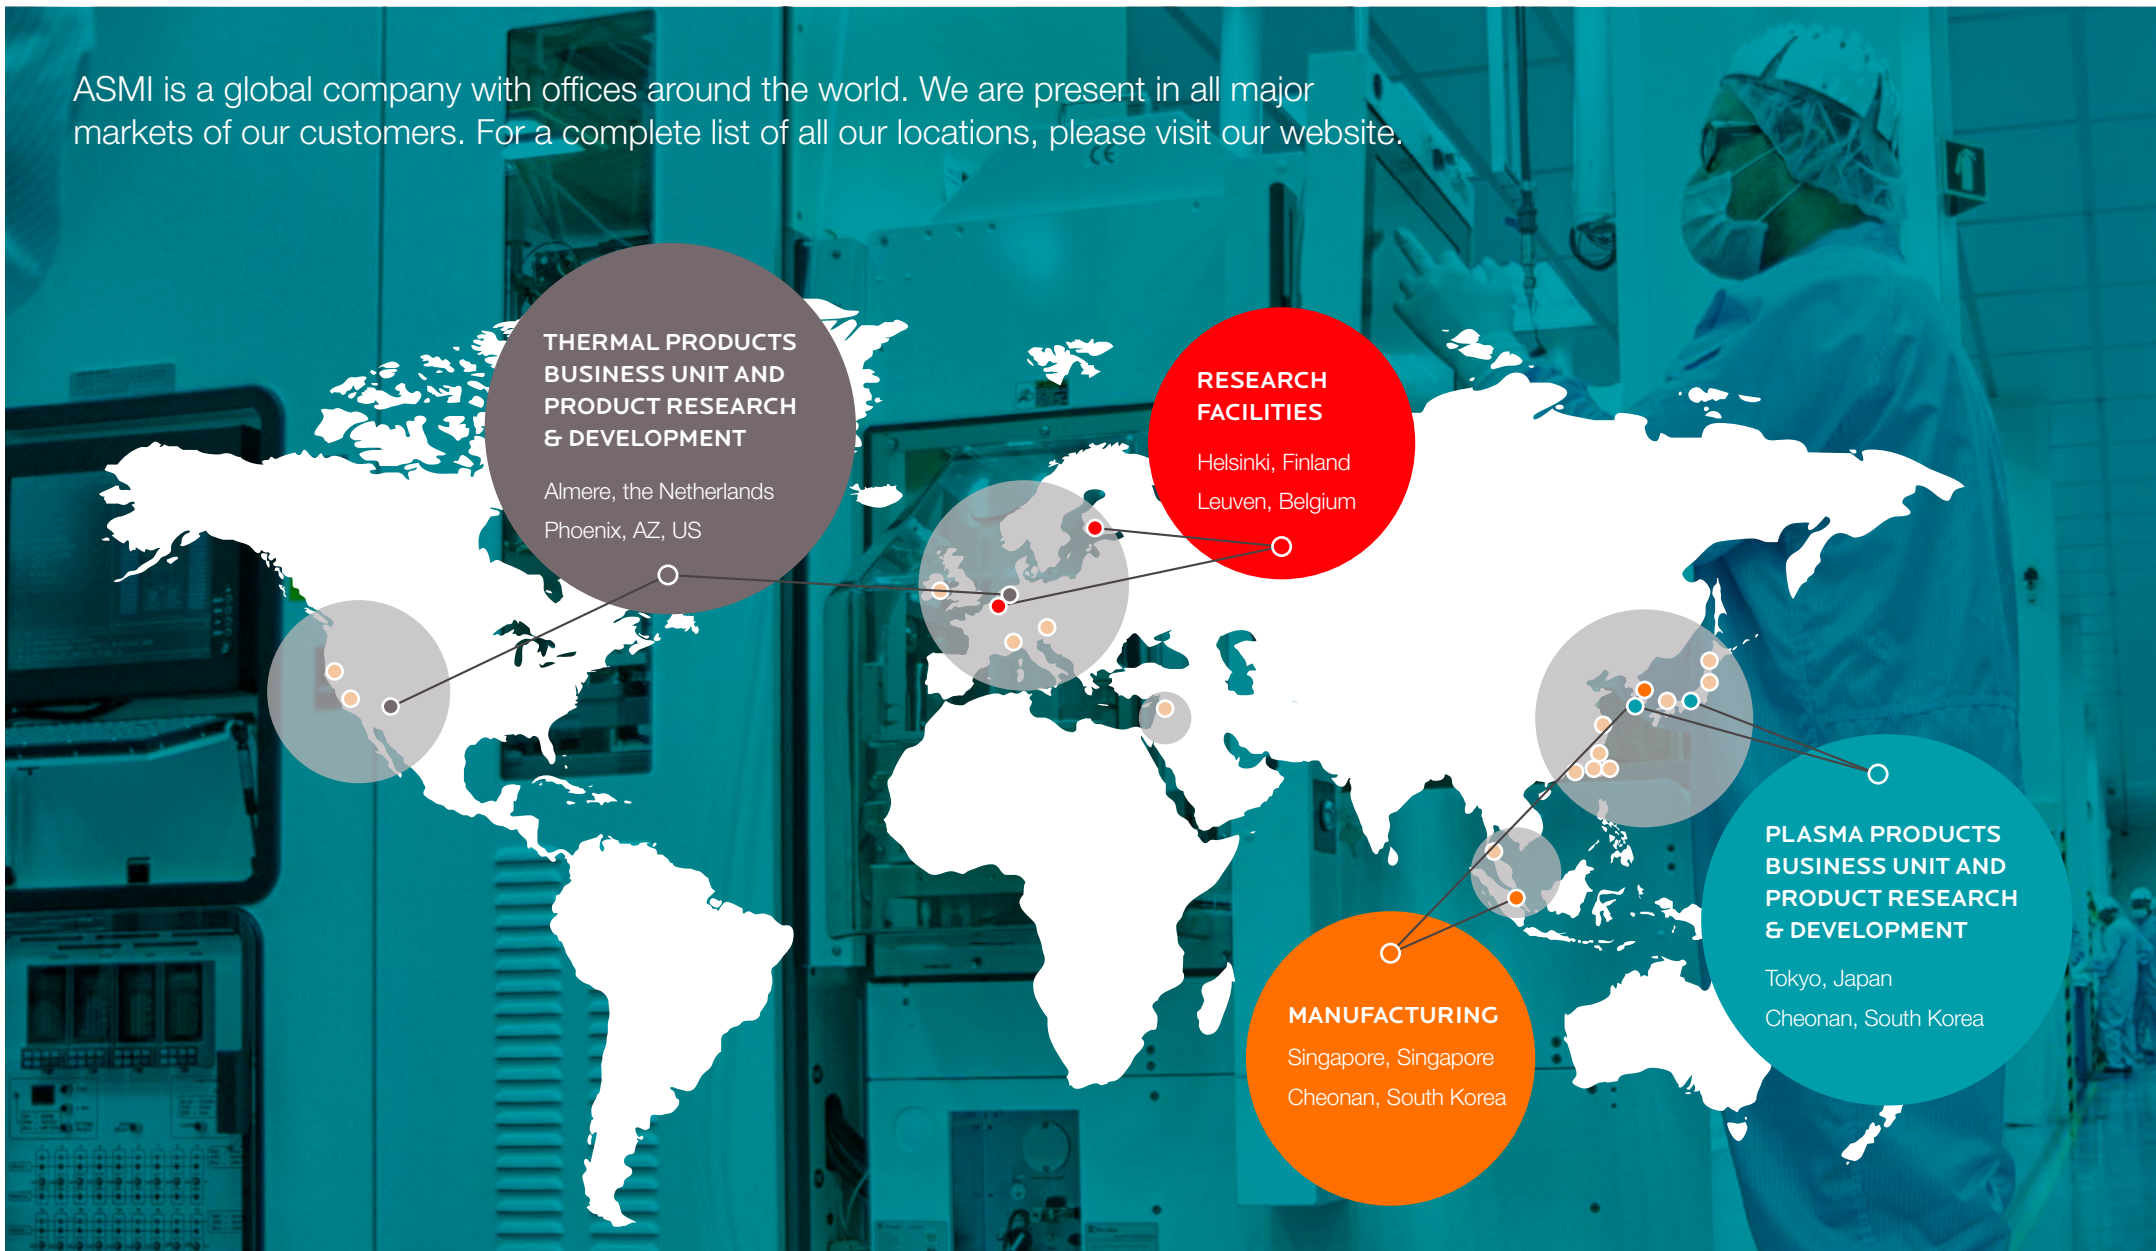 ASMI is a global company with offices around the world. We are present in all major
markets of our customers. For a complete list of all our locations, please visit our website.
THERMAL PRODUCTS
BUSINESS UNIT AND
PRODUCT RESEARCH
& DEVELOPMENT
Almere, the Netherlands
Phoenix, AZ, US
RESEARCH
FACILITIES
Helsinki, Finland
Leuven, Belgium
PLASMA PRODUCTS
BUSINESS UNIT AND
PRODUCT RESEARCH
& DEVELOPMENT
Tokyo, Japan
Cheonan, South Korea
MANUFACTURING
Singapore, Singapore
Cheonan, South Korea